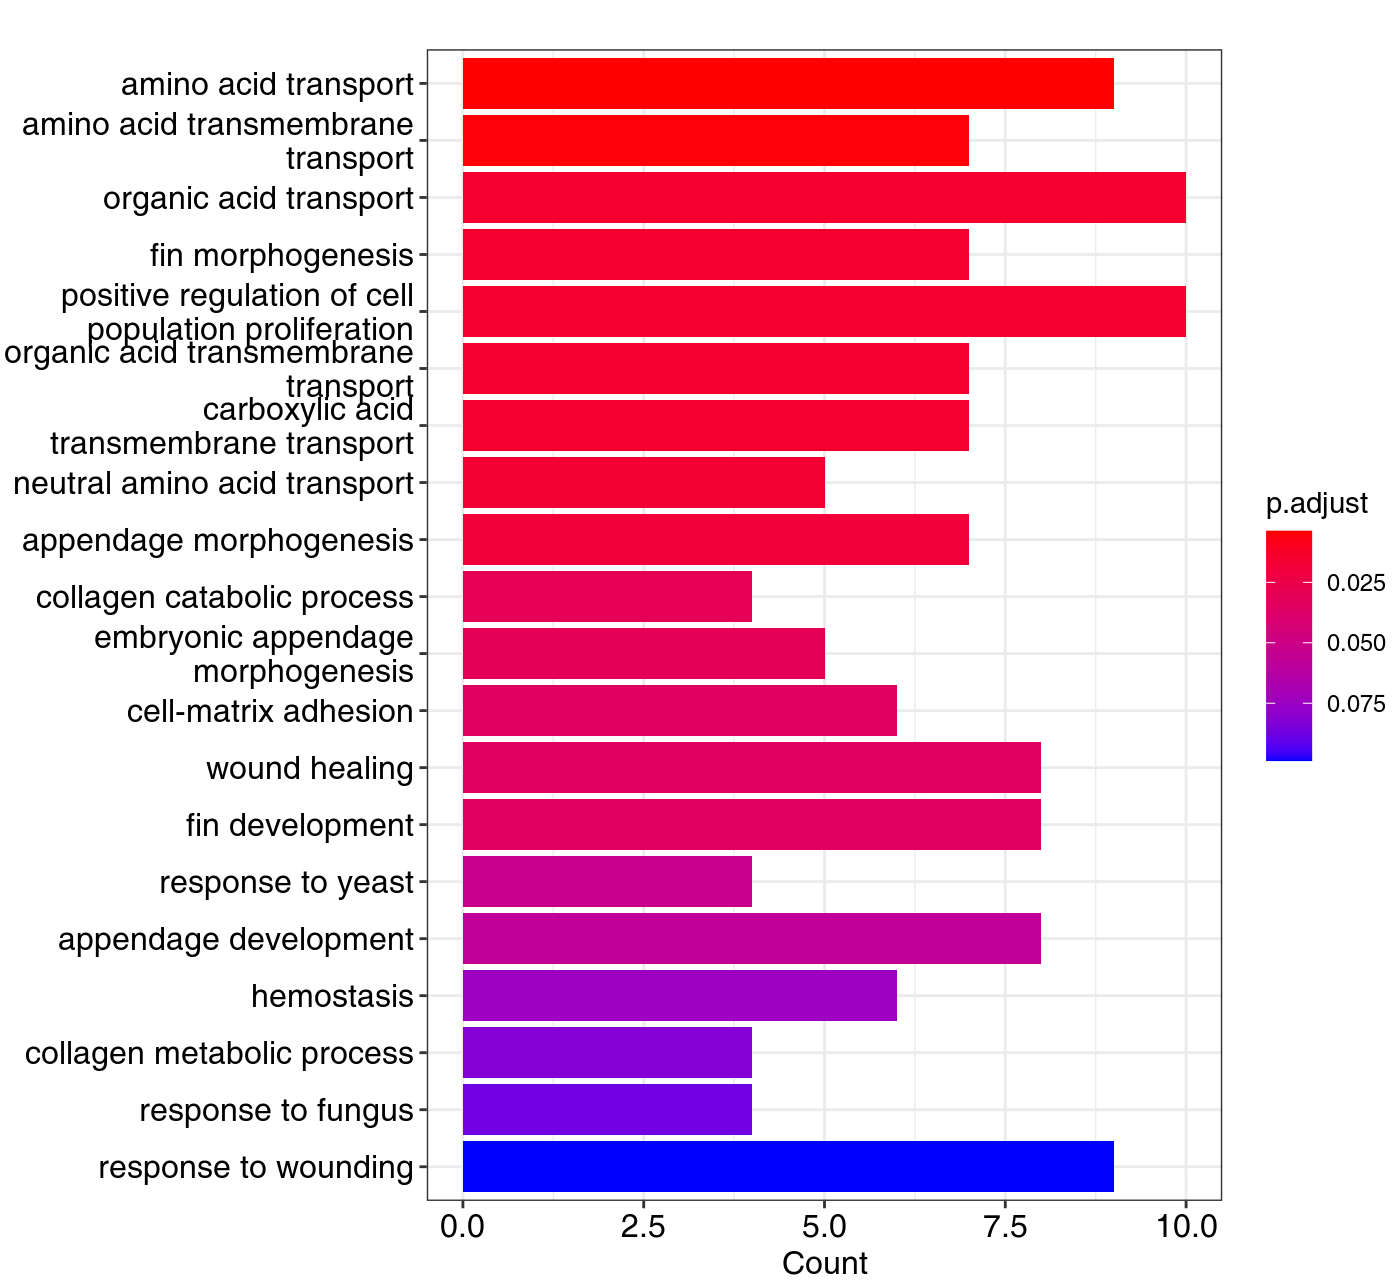 amino acid transport
amino acid transmembrane
transport
organic acid transport
fin morphogenesis
positive regulation of cell
population proliferation
organic acid transmembrane
transport
carboxylic acid
transmembrane transport
neutral amino acid transport
appendage morphogenesis
collagen catabolic process
embryonic appendage
morphogenesis
cell-matrix adhesion
wound healing
fin development
response to yeast
appendage development
hemostasis
collagen metabolic process
response to fungus
response to wounding
0.0 2.5 5.0 7.5 10.0
Count
p.adjust
0.025
0.050
0.075